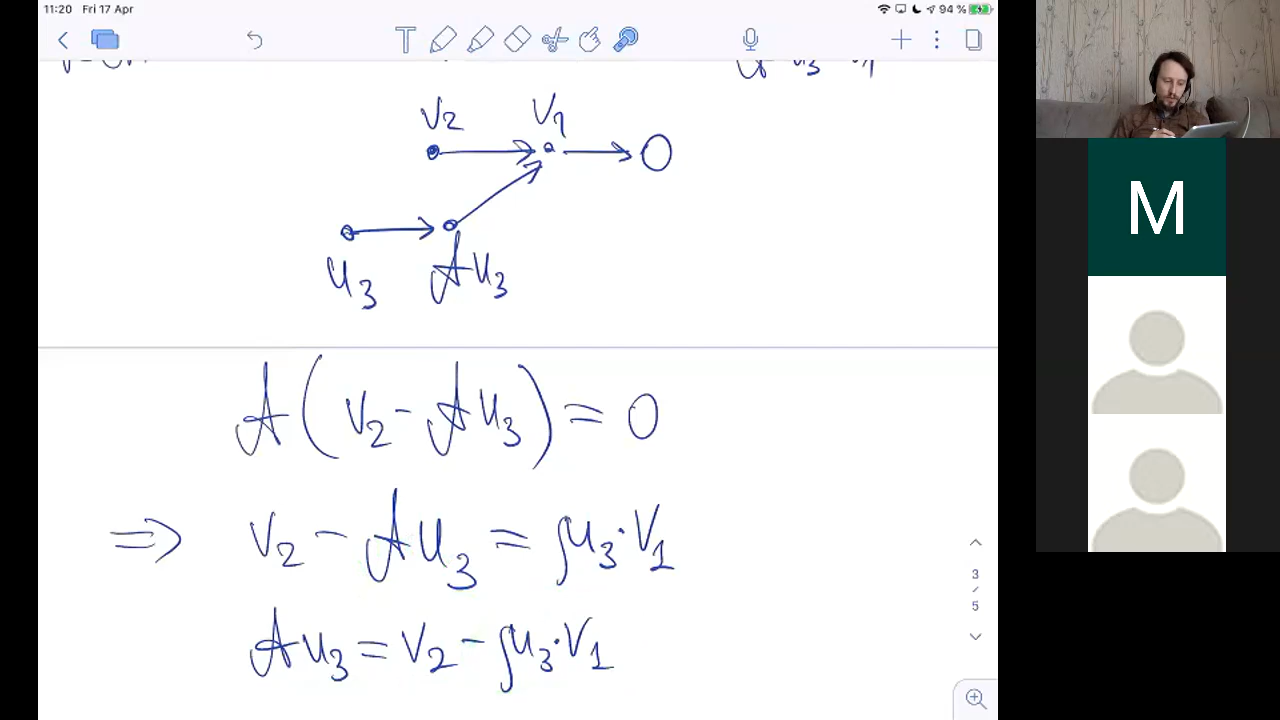 11:20 Fri 17 Apr 94 %
T
V2 V1
0
u3 Au3
A(V2 - Au3) = 0
M
=> V2 - Au3 = μ3·V1
3
/
5
Au3 = V2 - μ3·V1